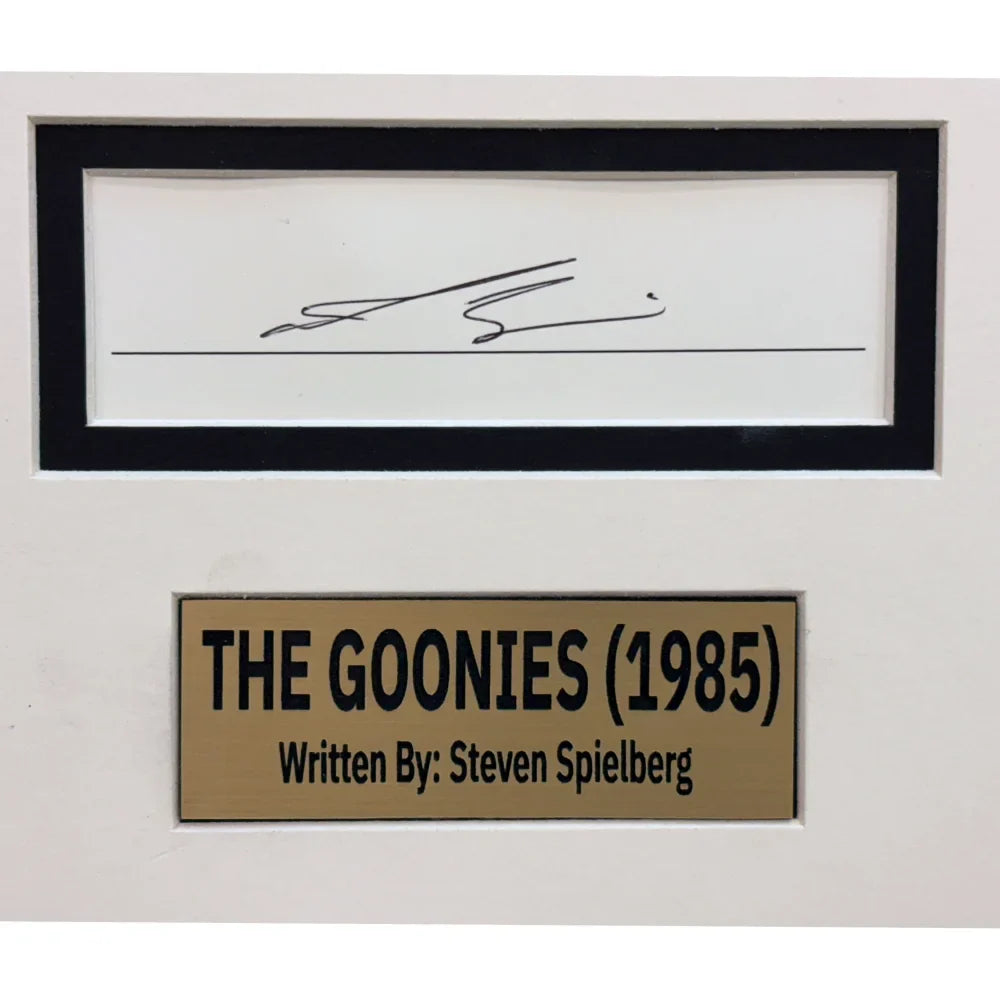 THE GOONIES (1985)
Written By: Steven Spielberg